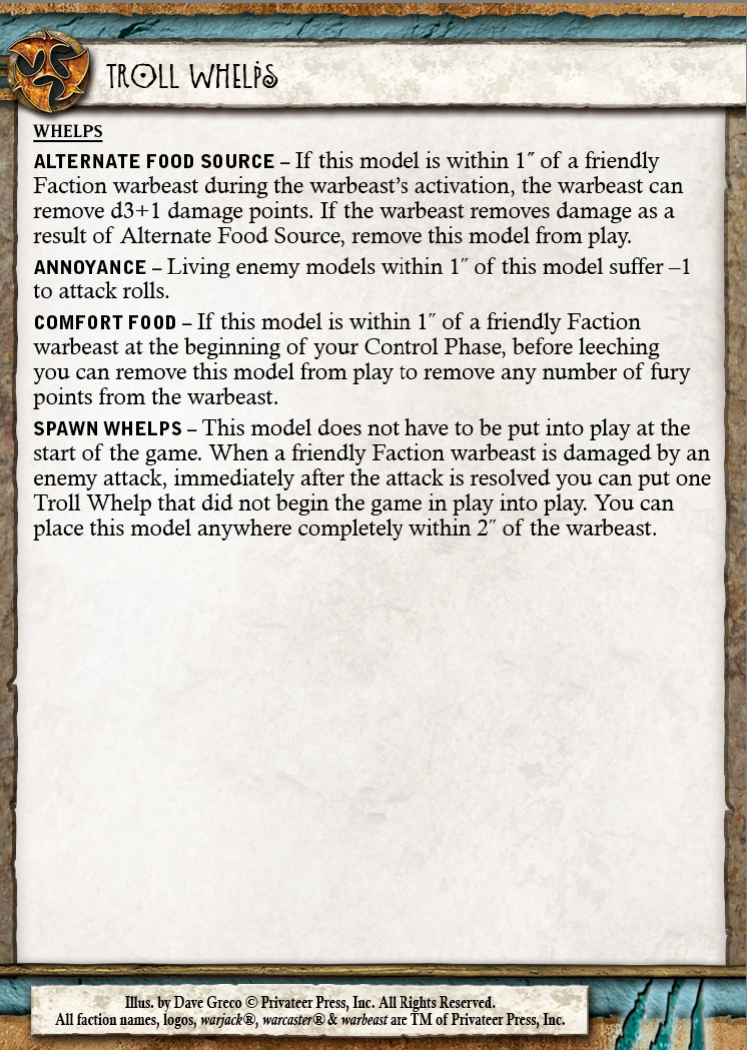 TROLL WHELPS
WHELPS
ALTERNATE FOOD SOURCE – If this model is within 1″ of a friendly
Faction warbeast during the warbeast’s activation, the warbeast can
remove d3+1 damage points. If the warbeast removes damage as a
result of Alternate Food Source, remove this model from play.
ANNOYANCE – Living enemy models within 1″ of this model suffer –1
to attack rolls.
COMFORT FOOD – If this model is within 1″ of a friendly Faction
warbeast at the beginning of your Control Phase, before leeching
you can remove this model from play to remove any number of fury
points from the warbeast.
SPAWN WHELPS – This model does not have to be put into play at the
start of the game. When a friendly Faction warbeast is damaged by an
enemy attack, immediately after the attack is resolved you can put one
Troll Whelp that did not begin the game in play into play. You can
place this model anywhere completely within 2″ of the warbeast.
Illus. by Dave Greco © Privateer Press, Inc. All Rights Reserved.
All faction names, logos, warjack®, warcaster® & warbeast are TM of Privateer Press, Inc.